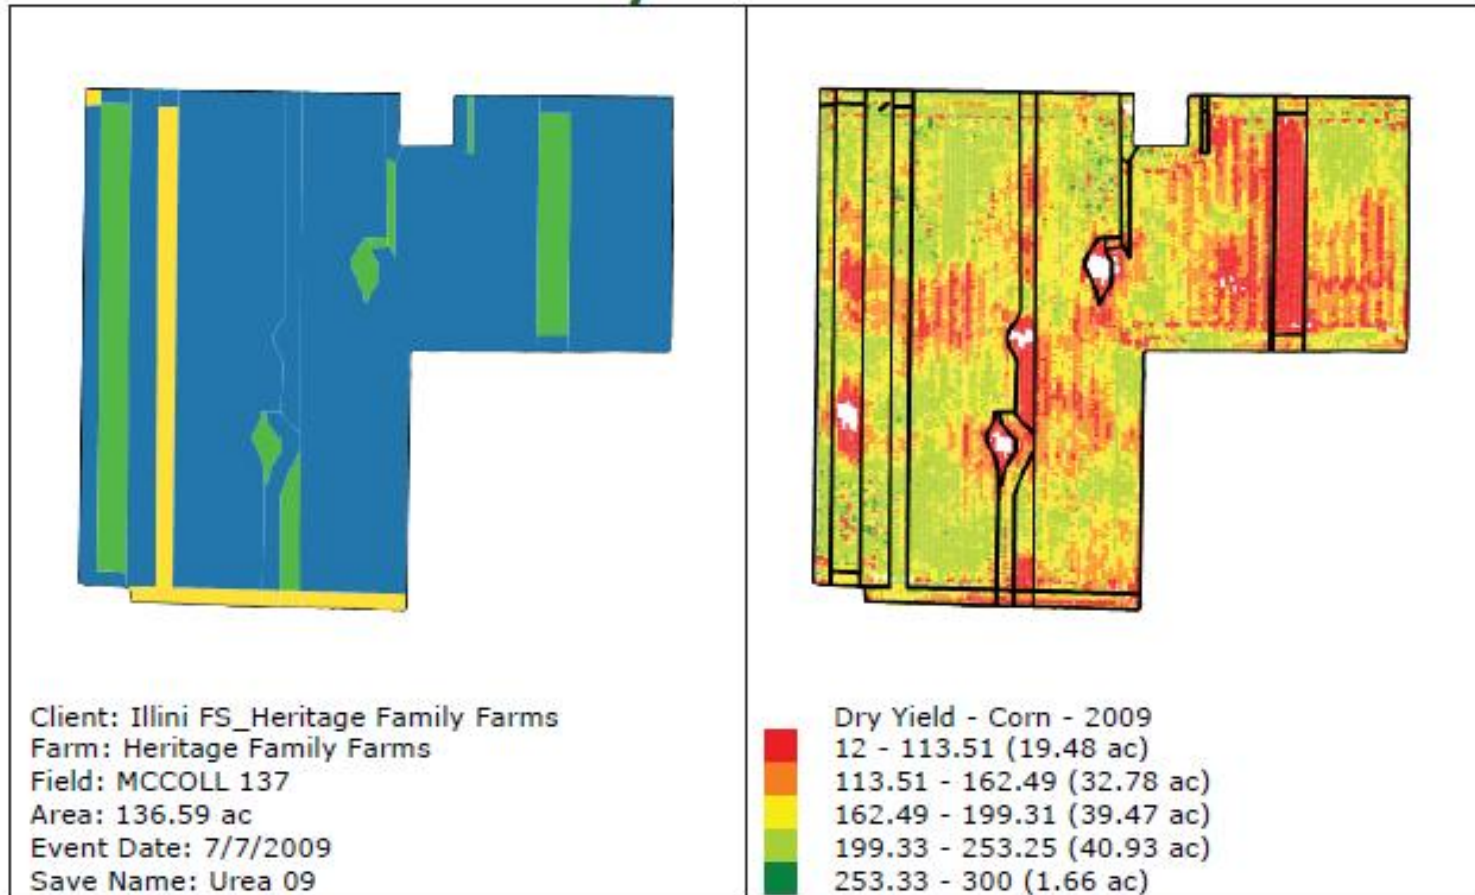 Client: Illini FS_Heritage Family Farms
Farm: Heritage Family Farms
Field: MCCOLL 137
Area: 136.59 ac
Event Date: 7/7/2009
Save Name: Urea 09
Dry Yield - Corn - 2009
12 - 113.51 (19.48 ac)
113.51 - 162.49 (32.78 ac)
162.49 - 199.31 (39.47 ac)
199.33 - 253.25 (40.93 ac)
253.33 - 300 (1.66 ac)